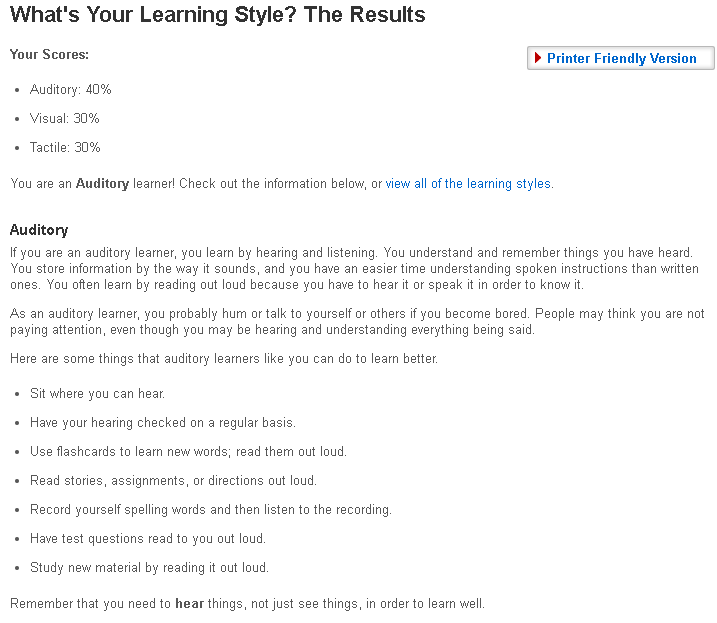 What's Your Learning Style? The Results
Your Scores:
Printer Friendly Version
• Auditory: 40%
• Visual: 30%
• Tactile: 30%
You are an Auditory learner! Check out the information below, or view all of the learning styles.
Auditory
If you are an auditory learner, you learn by hearing and listening. You understand and remember things you have heard.
You store information by the way it sounds, and you have an easier time understanding spoken instructions than written
ones. You often learn by reading out loud because you have to hear it or speak it in order to know it.
As an auditory learner, you probably hum or talk to yourself or others if you become bored. People may think you are not
paying attention, even though you may be hearing and understanding everything being said.
Here are some things that auditory learners like you can do to learn better.
• Sit where you can hear.
• Have your hearing checked on a regular basis.
• Use flashcards to learn new words; read them out loud.
• Read stories, assignments, or directions out loud.
• Record yourself spelling words and then listen to the recording.
• Have test questions read to you out loud.
• Study new material by reading it out loud.
Remember that you need to hear things, not just see things, in order to learn well.